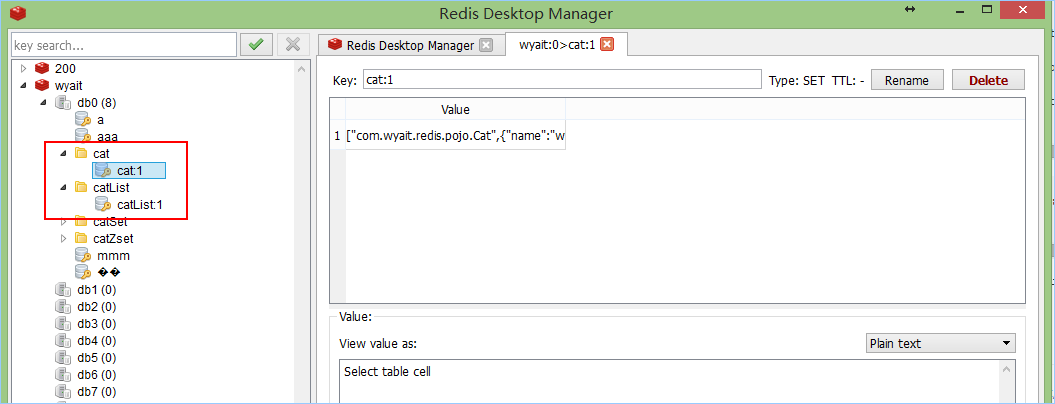 Redis Desktop Manager
key search...
200
wyait
db0 (8)
a
aaa
cat
cat:1
catList
catList:1
catSet
catZset
mmm
��
db1 (0)
db2 (0)
db3 (0)
db4 (0)
db5 (0)
db6 (0)
db7 (0)
Redis Desktop Manager
wyait:0>cat:1
Key: cat:1 Type: SET TTL: - Rename Delete
Value
1 ["com.wyait.redis.pojo.Cat",{"name":"w
Value:
View value as: Plain text
Select table cell